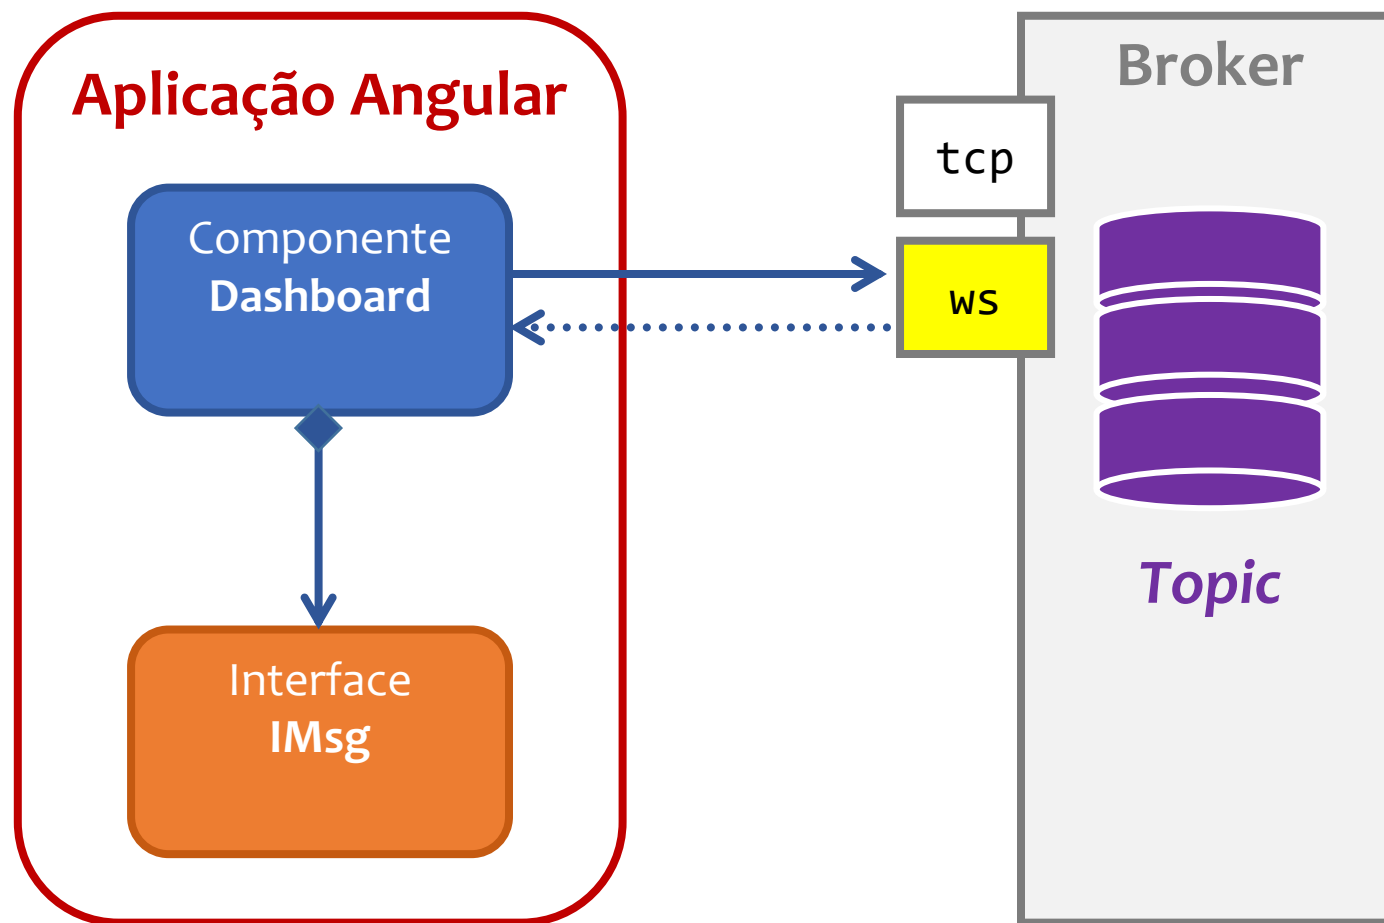 Aplicação Angular
Componente
Dashboard
Interface
IMsg
Broker
tcp
ws
Topic